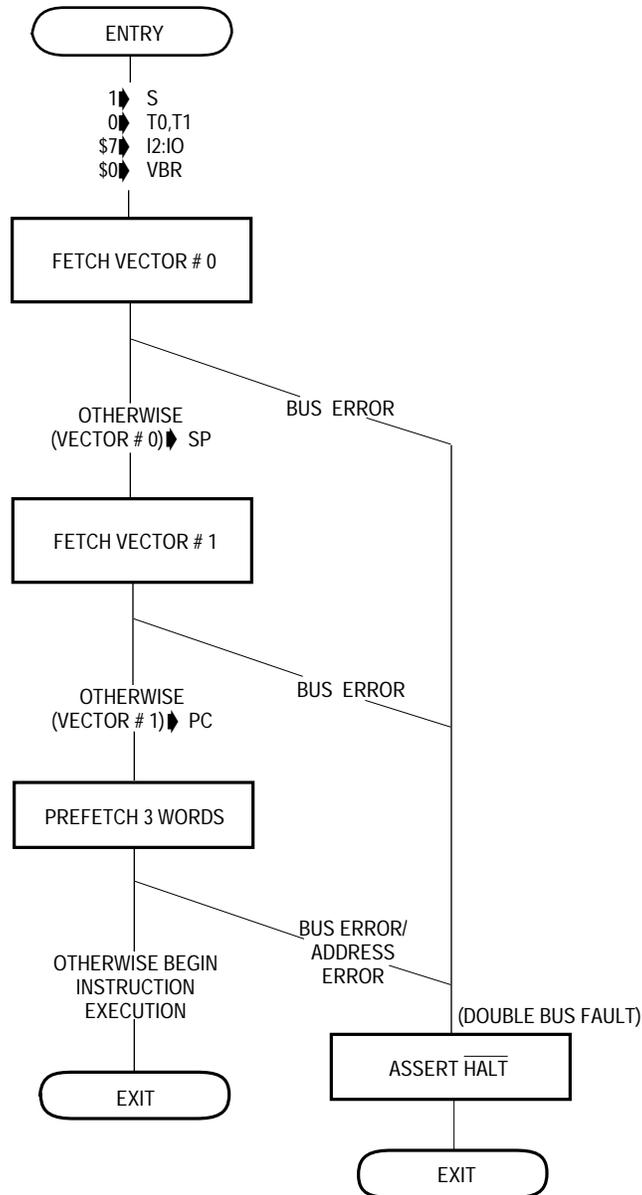 ENTRY
1 S
0 T0,T1
$7 I2:IO
$0 VBR
FETCH VECTOR # 0
BUS ERROR
OTHERWISE
(VECTOR # 0) SP
FETCH VECTOR # 1
BUS ERROR
OTHERWISE
(VECTOR # 1) PC
PREFETCH 3 WORDS
BUS ERROR/
ADDRESS
ERROR
OTHERWISE BEGIN
INSTRUCTION
EXECUTION
(DOUBLE BUS FAULT)
ASSERT HALT
EXIT
EXIT